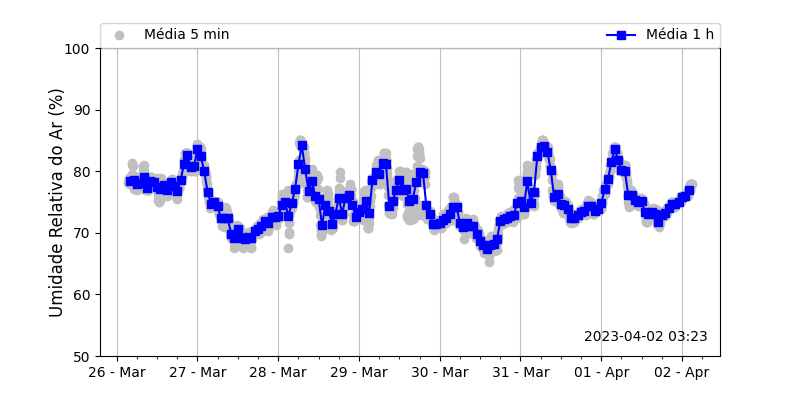 Média 5 min
Média 1 h
Umidade Relativa do Ar (%)
100
90
80
70
60
50
2023-04-02 03:23
26 - Mar
27 - Mar
28 - Mar
29 - Mar
30 - Mar
31 - Mar
01 - Apr
02 - Apr